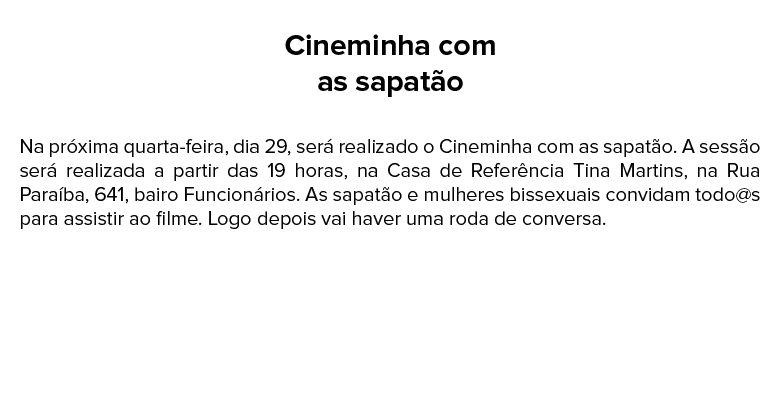 Cineminha com
as sapatão
Na próxima quarta-feira, dia 29, será realizado o Cineminha com as sapatão. A sessão
será realizada a partir das 19 horas, na Casa de Referência Tina Martins, na Rua
Paraíba, 641, bairo Funcionários. As sapatão e mulheres bissexuais convidam todo@s
para assistir ao filme. Logo depois vai haver uma roda de conversa.